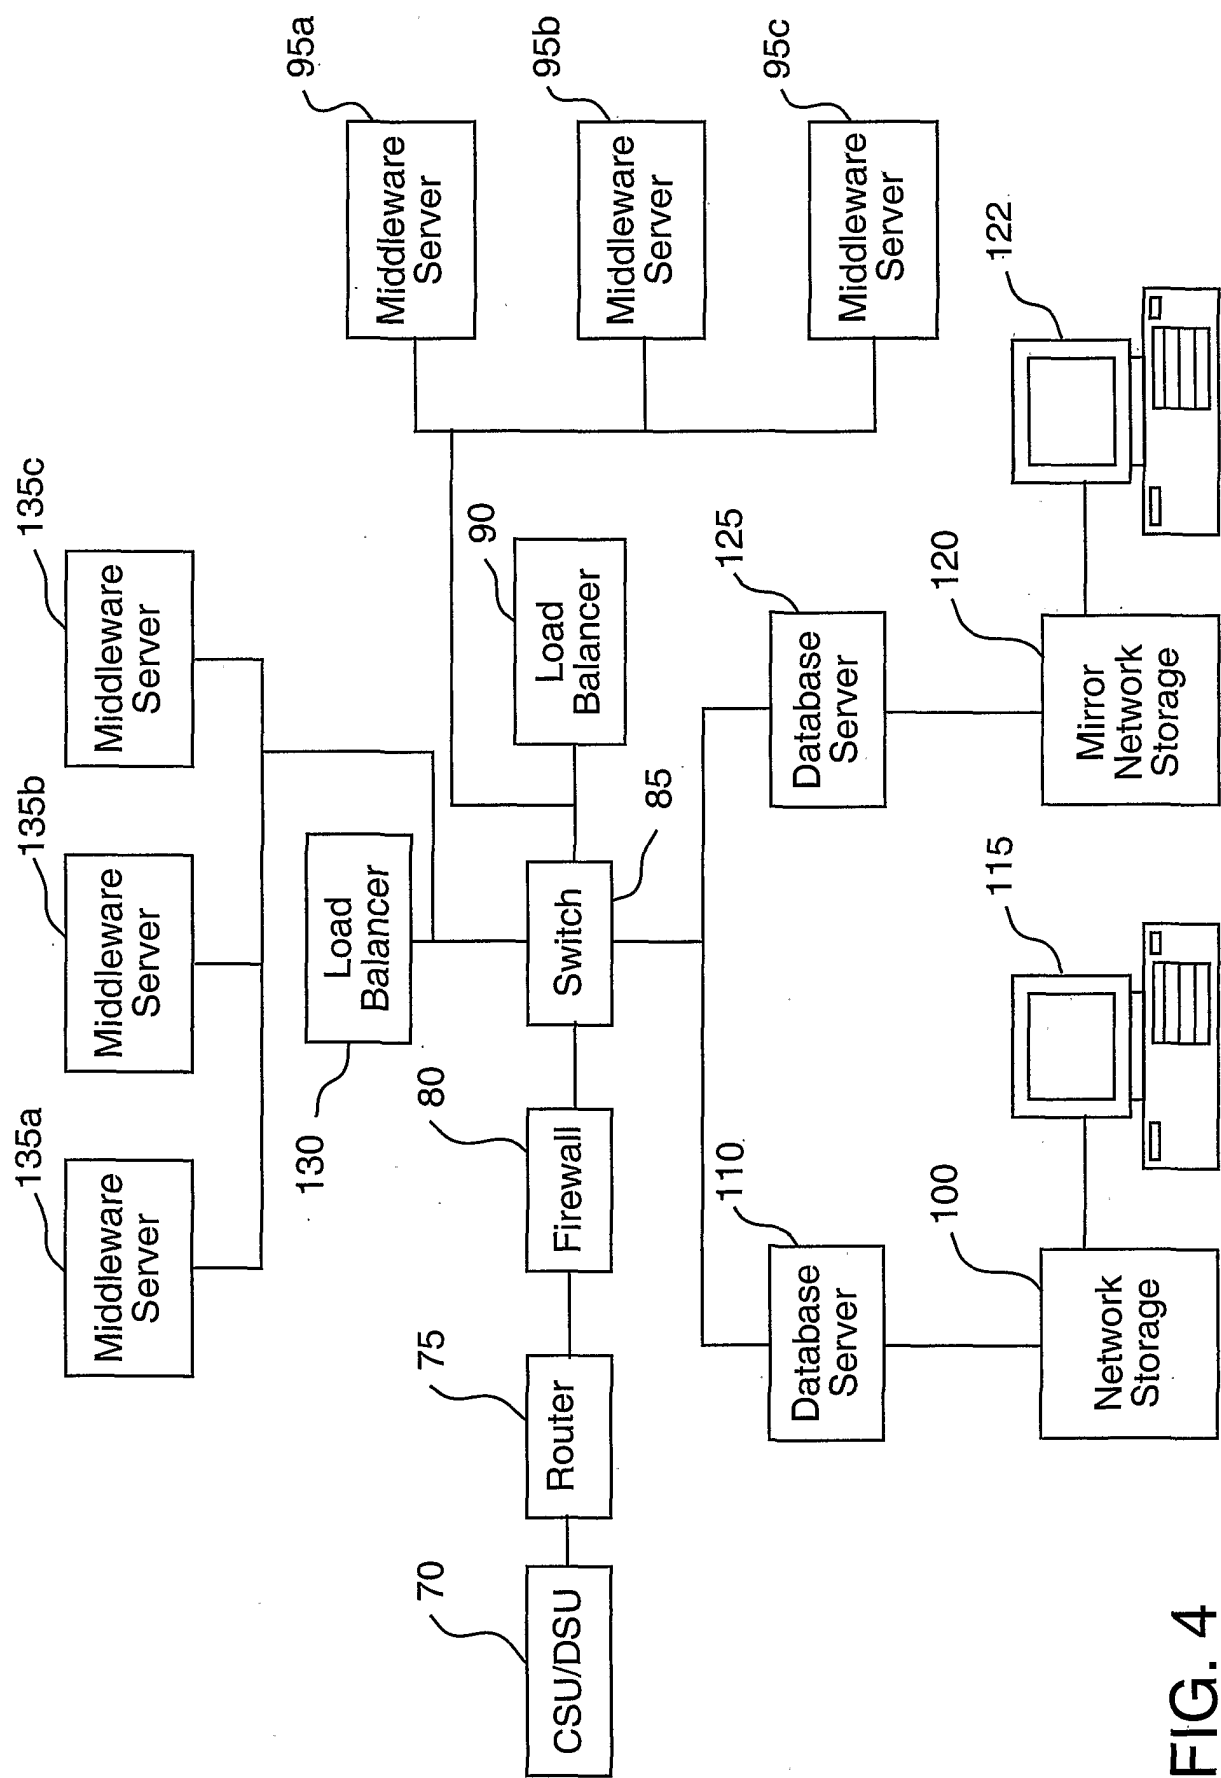 135a
Middleware
Server
135b
Middleware
Server
135c
Middleware
Server
130
Load
Balancer
95a
Middleware
Server
70
CSU/DSU
75
Router
80
Firewall
Switch
85
90
Load
Balancer
95b
Middleware
Server
110
Database
Server
125
Database
Server
95c
Middleware
Server
100
Network
Storage
115
120
Mirror
Network
Storage
122
FIG. 4